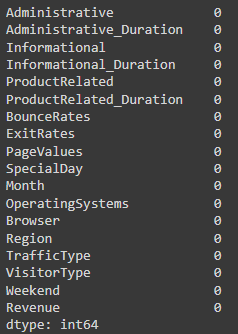 Administrative 0
Administrative_Duration 0
Informational 0
Informational_Duration 0
ProductRelated 0
ProductRelated_Duration 0
BounceRates 0
ExitRates 0
PageValues 0
SpecialDay 0
Month 0
OperatingSystems 0
Browser 0
Region 0
TrafficType 0
VisitorType 0
Weekend 0
Revenue 0
dtype: int64